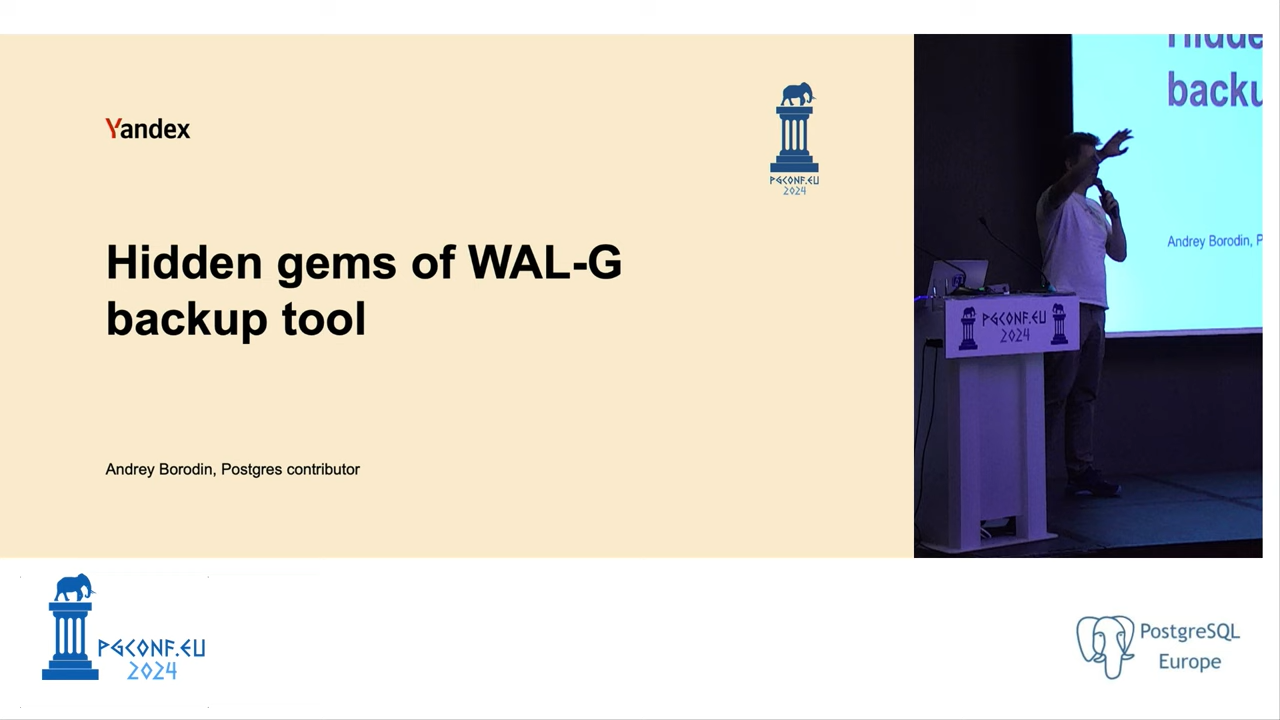 Yandex
PGCONF.EU
2024
Hidden gems of WAL-G
backup tool
Andrey Borodin, Postgres contributor
Hidde
backu
Andrey Borodin, P
PGCONF.EU
2024
PGCONF.EU
2024
PostgreSQL
Europe